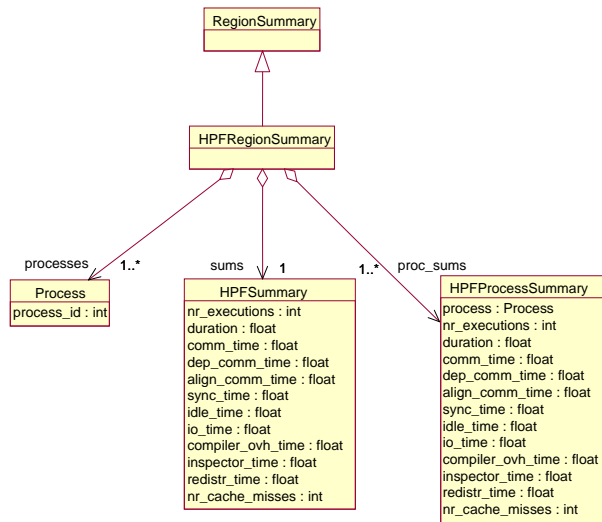 RegionSummary
HPFRegionSummary
processes
1..*
sums
1
1..*
proc_sums
Process
process_id : int
HPFSummary
nr_executions : int
duration : float
comm_time : float
dep_comm_time : float
align_comm_time : float
sync_time : float
idle_time : float
io_time : float
compiler_ovh_time : float
inspector_time : float
redistr_time : float
nr_cache_misses : int
HPFProcessSummary
process : Process
nr_executions : int
duration : float
comm_time : float
dep_comm_time : float
align_comm_time : float
sync_time : float
idle_time : float
io_time : float
compiler_ovh_time : float
inspector_time : float
redistr_time : float
nr_cache_misses : int